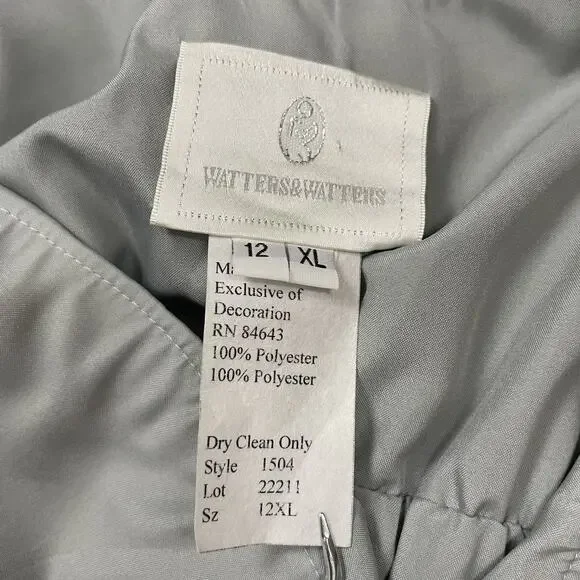 WATTERS&WATTERS
12 XL
Exclusive of
Decoration
RN 84643
100% Polyester
100% Polyester
Dry Clean Only
Style 1504
Lot 22211
Sz 12XL